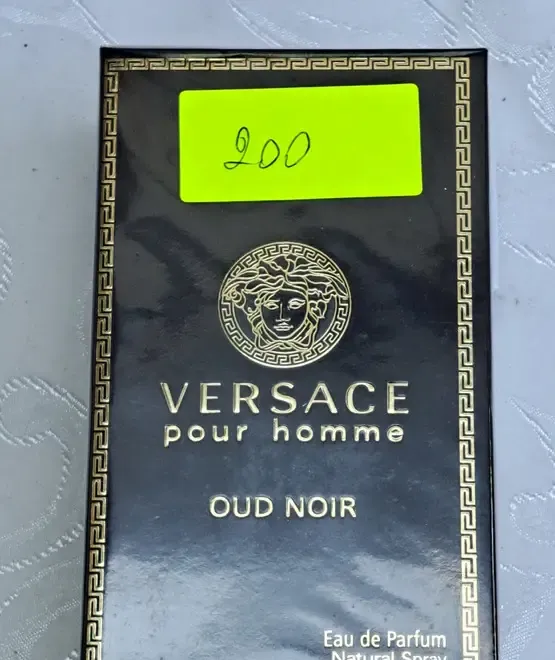 200
VERSACE
pour homme
OUD NOIR
Eau de Parfum
Natural Spray